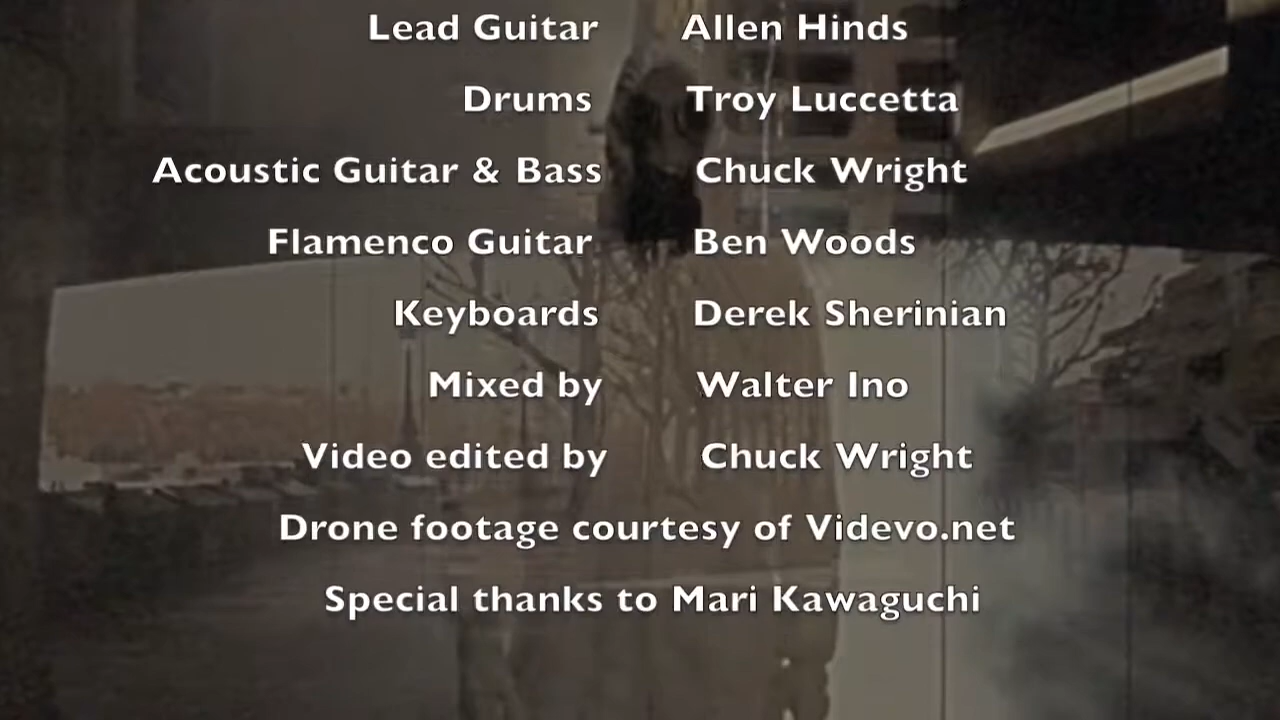 Lead Guitar Allen Hinds
Drums Troy Luccetta
Acoustic Guitar & Bass Chuck Wright
Flamenco Guitar Ben Woods
Keyboards Derek Sherinian
Mixed by Walter Ino
Video edited by Chuck Wright
Drone footage courtesy of Videvo.net
Special thanks to Mari Kawaguchi